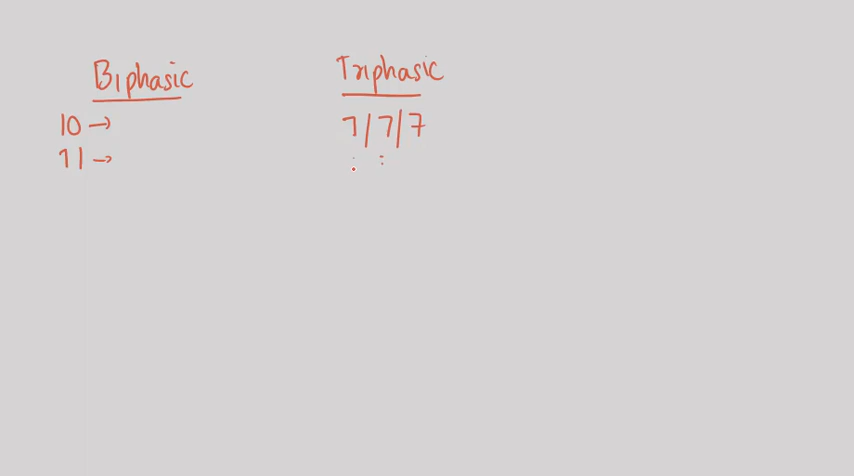 Biphasic
Triphasic
10 →
7/7/7
11 →